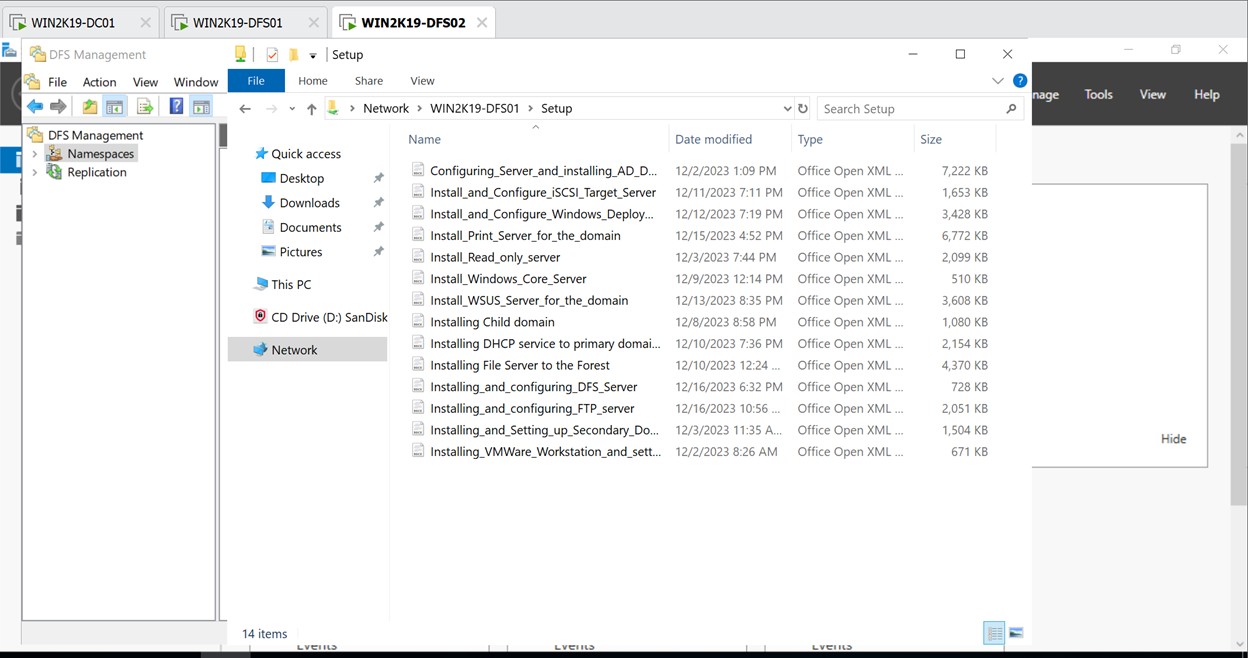 WIN2K19-DC01 WIN2K19-DFS01 WIN2K19-DFS02
DFS Management
File Action View Window
DFS Management
Namespaces
Replication
Setup
File Home Share View
Network WIN2K19-DFS01 Setup
Search Setup
Quick access
Desktop
Downloads
Documents
Pictures
This PC
CD Drive (D:) SanDisk
Network
Name Date modified Type Size
Configuring_Server_and_installing_AD_D... 12/2/2023 1:09 PM Office Open XML ... 7,222 KB
Install_and_Configure_iSCSI_Target_Server 12/11/2023 7:11 PM Office Open XML ... 1,653 KB
Install_and_Configure_Windows_Deploy... 12/12/2023 7:19 PM Office Open XML ... 3,428 KB
Install_Print_Server_for_the_domain 12/15/2023 4:52 PM Office Open XML ... 6,772 KB
Install_Read_only_server 12/3/2023 7:44 PM Office Open XML ... 2,099 KB
Install_Windows_Core_Server 12/9/2023 12:14 PM Office Open XML ... 510 KB
Install_WSUS_Server_for_the_domain 12/13/2023 8:35 PM Office Open XML ... 3,608 KB
Installing Child domain 12/8/2023 8:58 PM Office Open XML ... 1,080 KB
Installing DHCP service to primary domai... 12/10/2023 7:36 PM Office Open XML ... 2,154 KB
Installing File Server to the Forest 12/10/2023 12:24 ... Office Open XML ... 4,370 KB
Installing_and_configuring_DFS_Server 12/16/2023 6:32 PM Office Open XML ... 728 KB
Installing_and_configuring_FTP_server 12/16/2023 10:56 ... Office Open XML ... 2,051 KB
Installing_and_Setting_up_Secondary_Do... 12/3/2023 11:35 A... Office Open XML ... 1,504 KB
Installing_VMWare_Workstation_and_sett... 12/2/2023 8:26 AM Office Open XML ... 671 KB
14 items
nage Tools View Help
Hide
Events Events Events